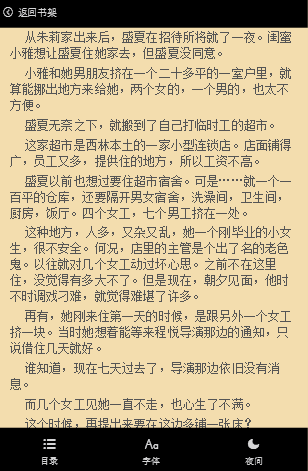 返回书架
从朱莉家出来后，盛夏在招待所将就了一夜。闺蜜
小雅想让盛夏住她家去，但盛夏没同意。
小雅和她男朋友挤在一个二十多平的一室户里，就
算能挪出地方来给她，两个女的，一个男的，也太不
方便。
盛夏无奈之下，就搬到了自己打临时工的超市。
这家超市是西林本土的一家小型连锁店。店面铺得
广，员工又多，提供住的地方，所以工资不高。
盛夏以前也想过要住超市宿舍。可是……就一个一
百平的仓库，还要隔开男女宿舍，洗澡间，卫生间，
厨房，饭厅。四个女工，七个男工挤在一处。
这种地方，人多，又杂又乱，她一个刚毕业的小女
生，很不安全。何况，店里的主管是个出了名的老色
鬼。以往就对几个女工动过坏心思。之前不在这里
住，没觉得有多大不了。但是现在，朝夕见面，他时
不时调戏刁难，就觉得难堪了许多。
再有，她刚来住第一天的时候，是跟另外一个女工
挤一块。当时她想着能等来程悦导演那边的通知，只
说借住几天就好。
谁知道，现在七天过去了，导演那边依旧没有消
息。
而几个女工见她一直不走，也心生了不满。
这个时候，再提出来要在这边多铺一张床？
目录 字体 夜间